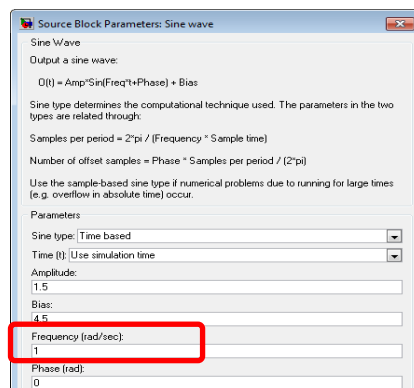 Source Block Parameters: Sine wave
Sine Wave
Output a sine wave:
O(t) = Amp*Sin(Freq*t+Phase) + Bias
Sine type determines the computational technique used. The parameters in the two
types are related through:
Samples per period = 2*pi / (Frequency * Sample time)
Number of offset samples = Phase * Samples per period / (2*pi)
Use the sample-based sine type if numerical problems due to running for large times
(e.g. overflow in absolute time) occur.
Parameters
Sine type: Time based
Time (t): Use simulation time
Amplitude:
1.5
Bias:
4.5
Frequency (rad/sec):
1
Phase (rad):
0